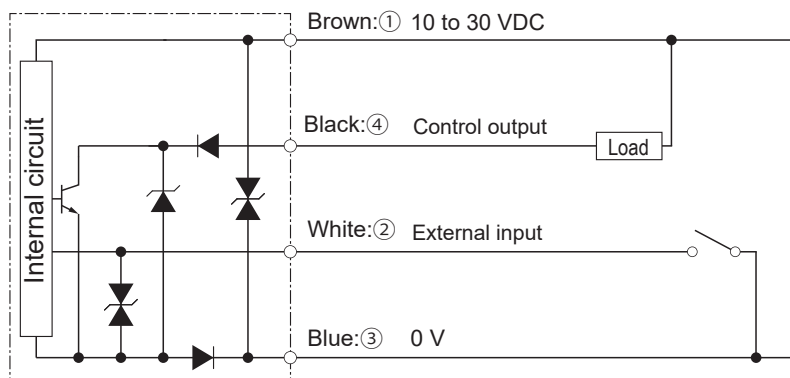 Brown:① 10 to 30 VDC
Black:④ Control output
Load
Internal circuit
White:② External input
Blue:③ 0 V